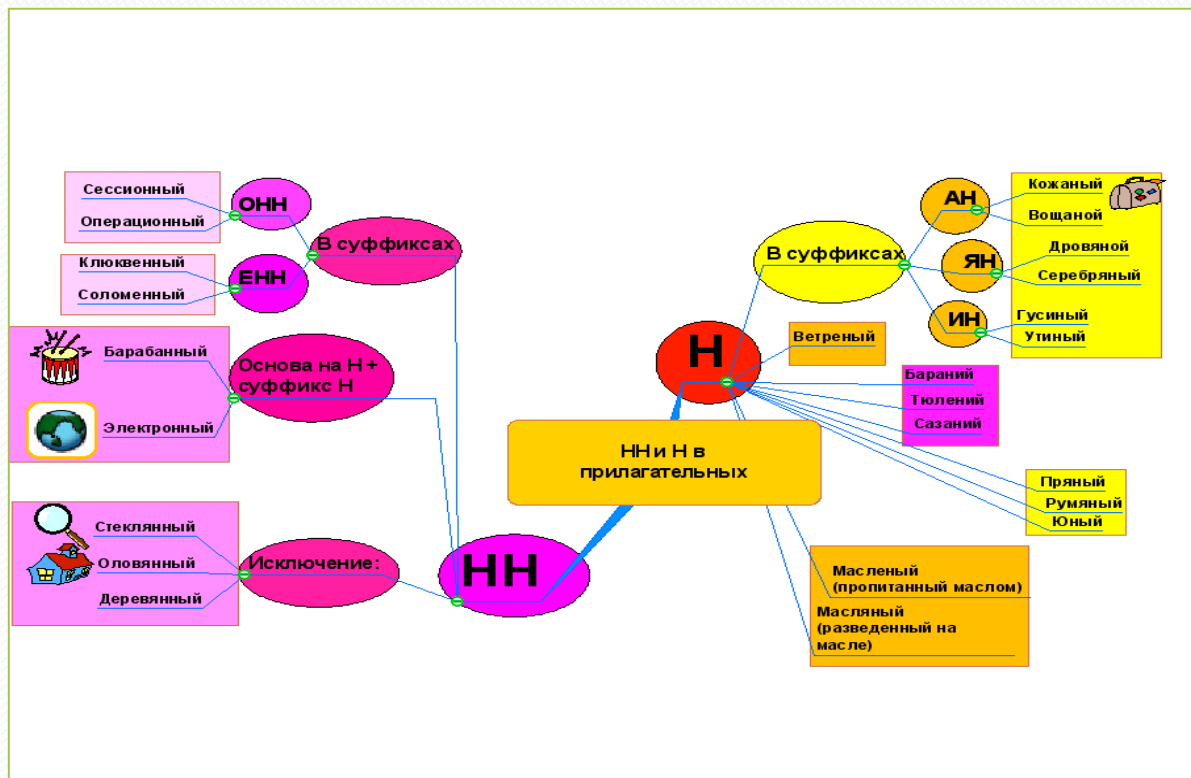 НН и Н в
прилагательных
НН
В суффиксах
ОНН
Сессионный
Операционный
ЕНН
Клюквенный
Соломенный
Основа на Н +
суффикс Н
Барабанный
Электронный
Исключение:
Стеклянный
Оловянный
Деревянный
Н
В суффиксах
АН
Кожаный
Вощаной
ЯН
Дровяной
Серебряный
ИН
Гусиный
Утиный
Ветреный
Бараний
Тюлений
Сазаний
Пряный
Румяный
Юный
Масленый
(пропитанный маслом)
Масляный
(разведенный на
масле)